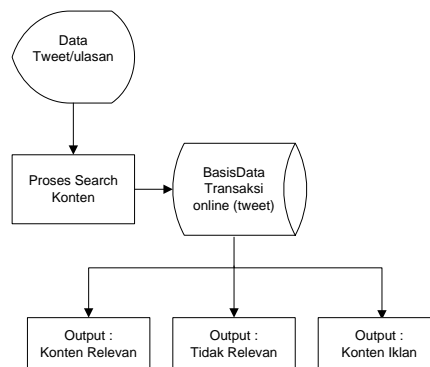 Data
Tweet/ulasan
Proses Search
Konten
BasisData
Transaksi
online (tweet)
Output :
Konten Relevan
Output :
Tidak Relevan
Output :
Konten Iklan